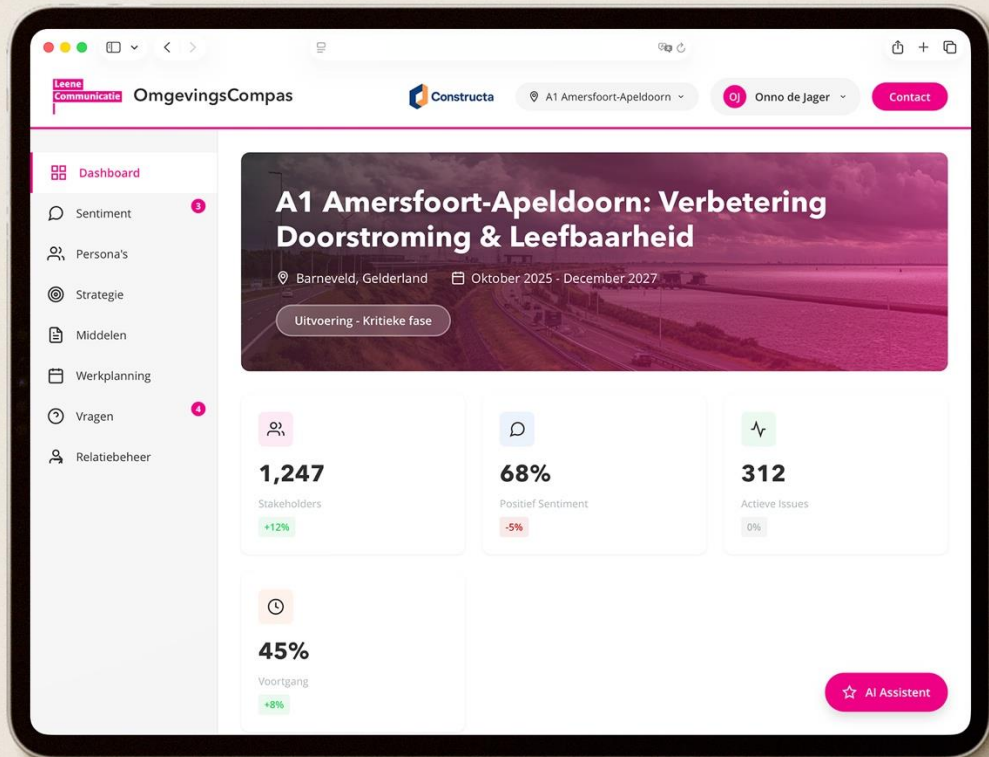 Leene
Communicatie
OmgevingsCompas
Constructa
A1 Amersfoort-Apeldoorn
OJ
Onno de Jager
Contact
Dashboard
Sentiment
3
Persona's
Strategie
Middelen
Werkplanning
Vragen
4
Relatiebeheer
A1 Amersfoort-Apeldoorn: Verbetering
Doorstroming & Leefbaarheid
Barneveld, Gelderland
Oktober 2025 - December 2027
Uitvoering - Kritieke fase
1,247
Stakeholders
+12%
68%
Positief Sentiment
-5%
312
Actieve Issues
0%
45%
Voortgang
+8%
AI Assistent